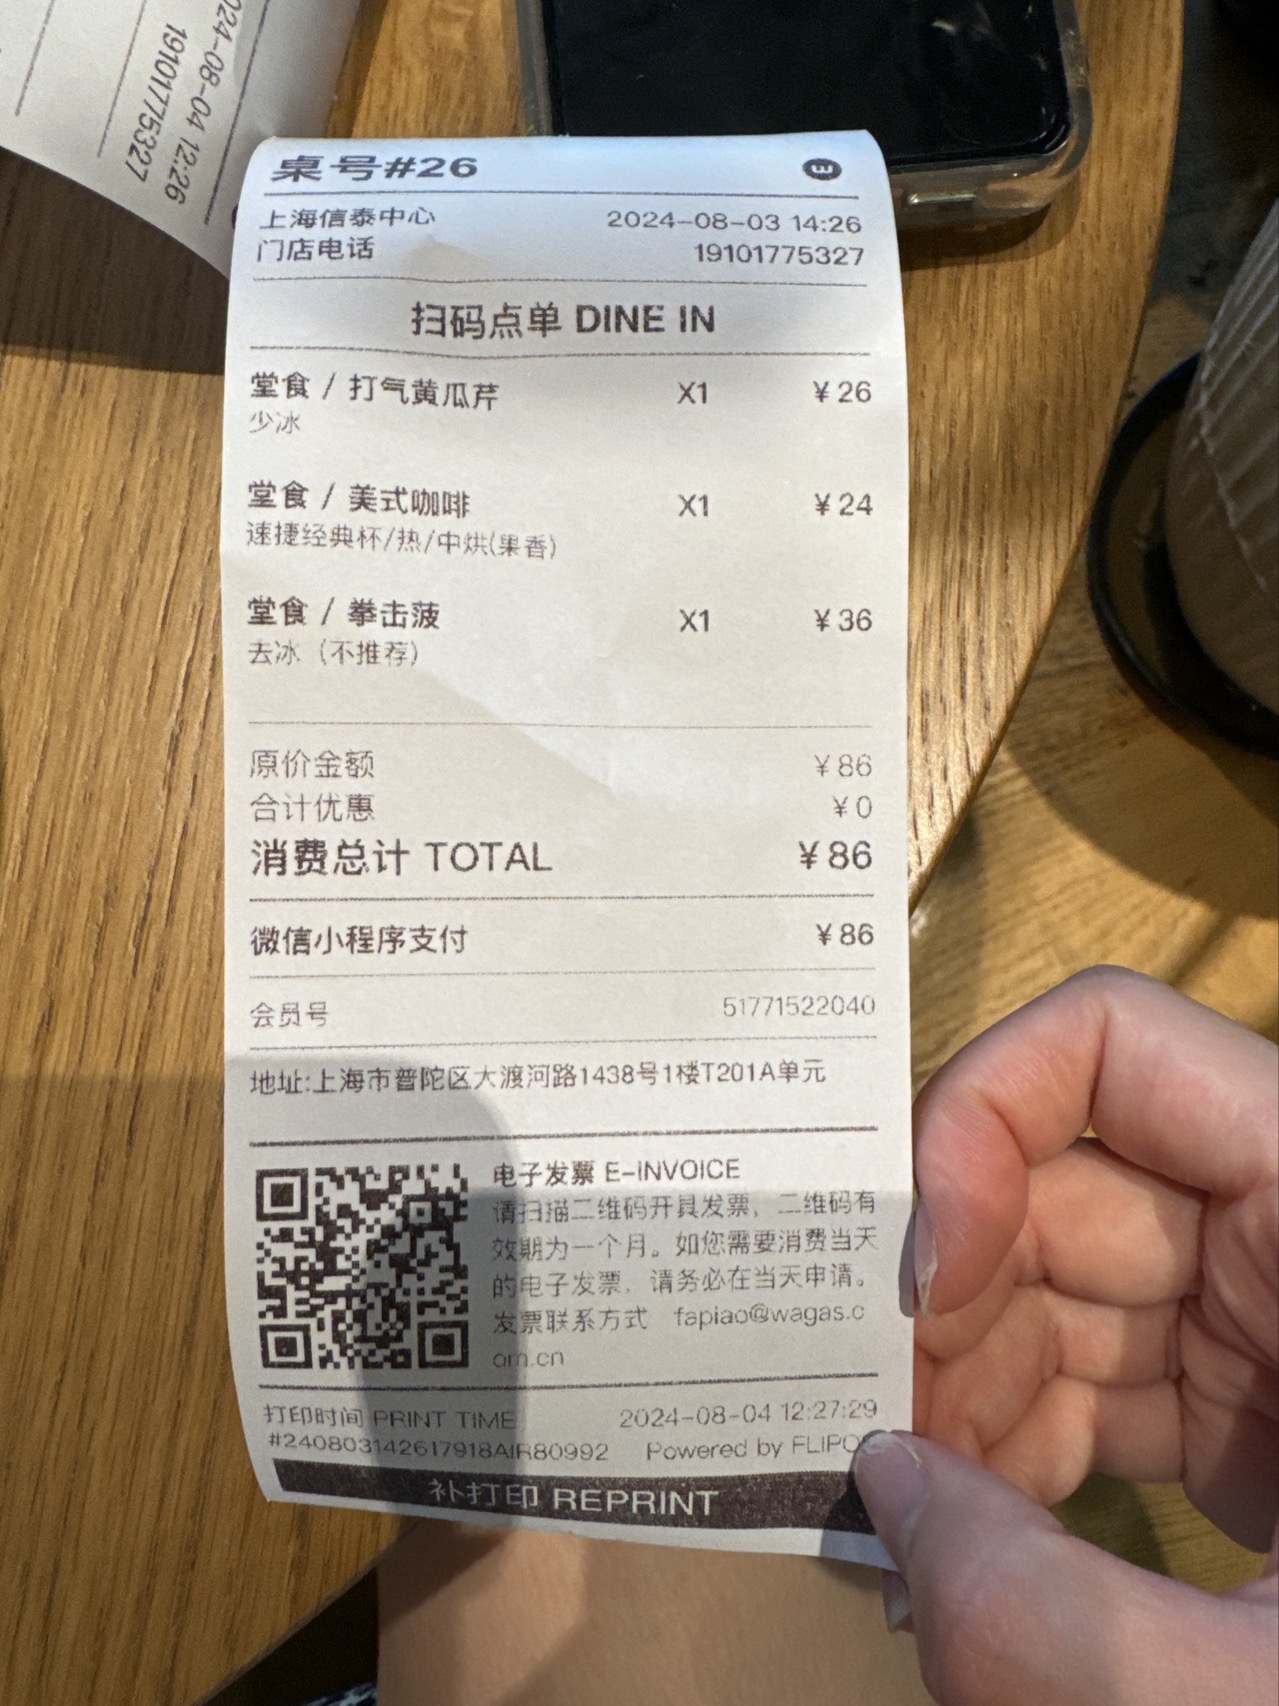 024-08-04 12:26
19101775327
桌号#26
上海信泰中心 2024-08-03 14:26
门店电话 19101775327
扫码点单 DINE IN
堂食 / 打气黄瓜芹 X1 ¥26
少冰
堂食 / 美式咖啡 X1 ¥24
速捷经典杯/热/中烘(果香)
堂食 / 拳击菠 X1 ¥36
去冰（不推荐）
原价金额 ¥86
合计优惠 ¥0
消费总计 TOTAL ¥86
微信小程序支付 ¥86
会员号 51771522040
地址:上海市普陀区大渡河路1438号1楼T201A单元
电子发票 E-INVOICE
请扫描二维码开具发票，二维码有
效期为一个月。如您需要消费当天
的电子发票，请务必在当天申请。
发票联系方式 fapiao@wagas.c
om.cn
打印时间 PRINT TIME 2024-08-04 12:27:29
#240803142617918AIR80992 Powered by FLIPO
补打印 REPRINT